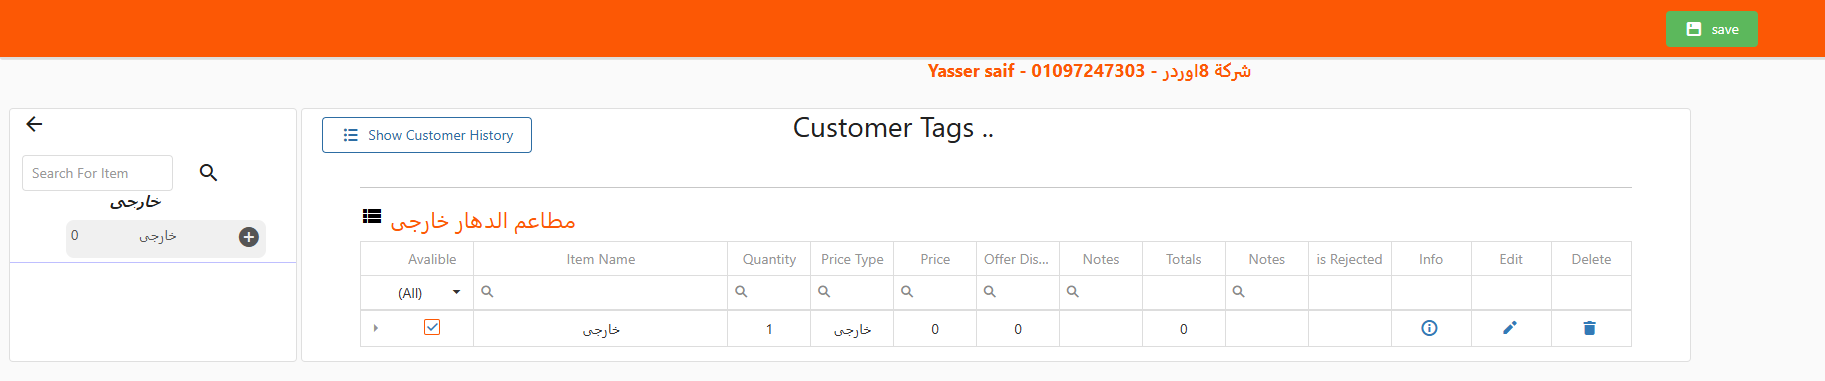 save
Yasser saif - 01097247303 - شركة 8اوردر
Show Customer History
Customer Tags ..
Search For Item
خارجى
0 خارجى
مطاعم الدهار خارجى
Avalible Item Name Quantity Price Type Price Offer Dis... Notes Totals Notes is Rejected Info Edit Delete
(All)
خارجى 1 خارجى 0 0 0